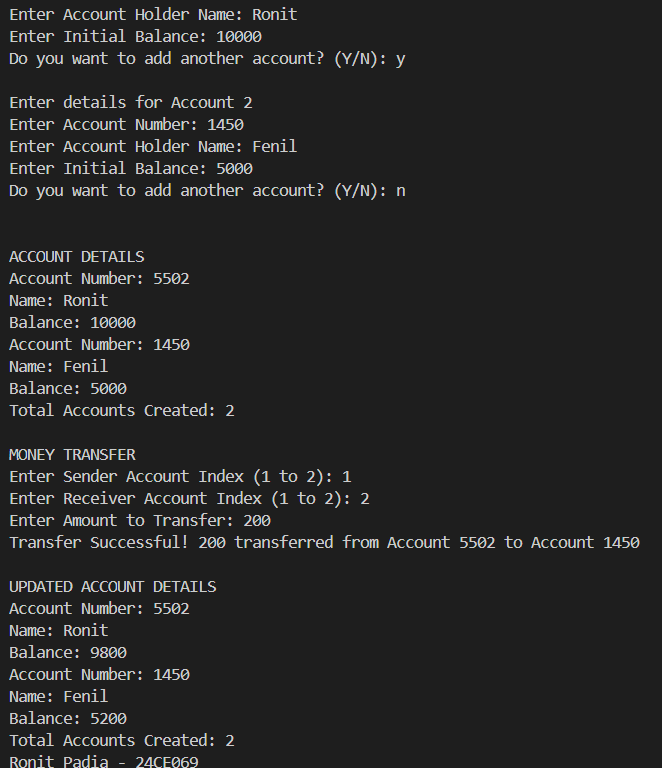 Enter Account Holder Name: Ronit
Enter Initial Balance: 10000
Do you want to add another account? (Y/N): y
Enter details for Account 2
Enter Account Number: 1450
Enter Account Holder Name: Fenil
Enter Initial Balance: 5000
Do you want to add another account? (Y/N): n
ACCOUNT DETAILS
Account Number: 5502
Name: Ronit
Balance: 10000
Account Number: 1450
Name: Fenil
Balance: 5000
Total Accounts Created: 2
MONEY TRANSFER
Enter Sender Account Index (1 to 2): 1
Enter Receiver Account Index (1 to 2): 2
Enter Amount to Transfer: 200
Transfer Successful! 200 transferred from Account 5502 to Account 1450
UPDATED ACCOUNT DETAILS
Account Number: 5502
Name: Ronit
Balance: 9800
Account Number: 1450
Name: Fenil
Balance: 5200
Total Accounts Created: 2
Ronit Padia - 24CE069